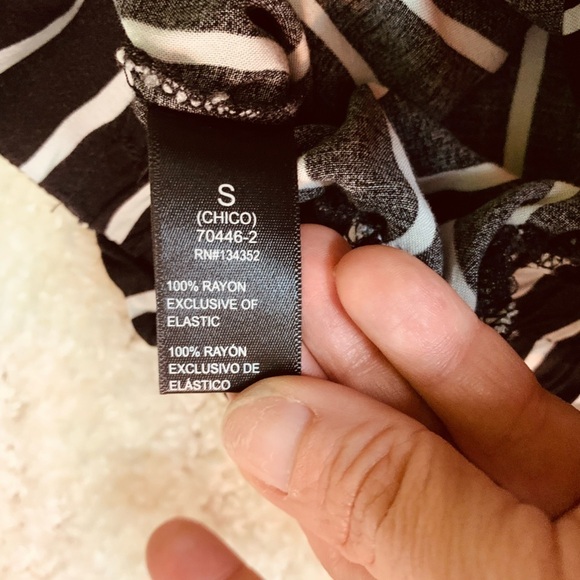 S
(CHICO)
70446-2
RN#134352
100% RAYON
EXCLUSIVE OF
ELASTIC
100% RAYÓN
EXCLUSIVO DE
ELÁSTICO